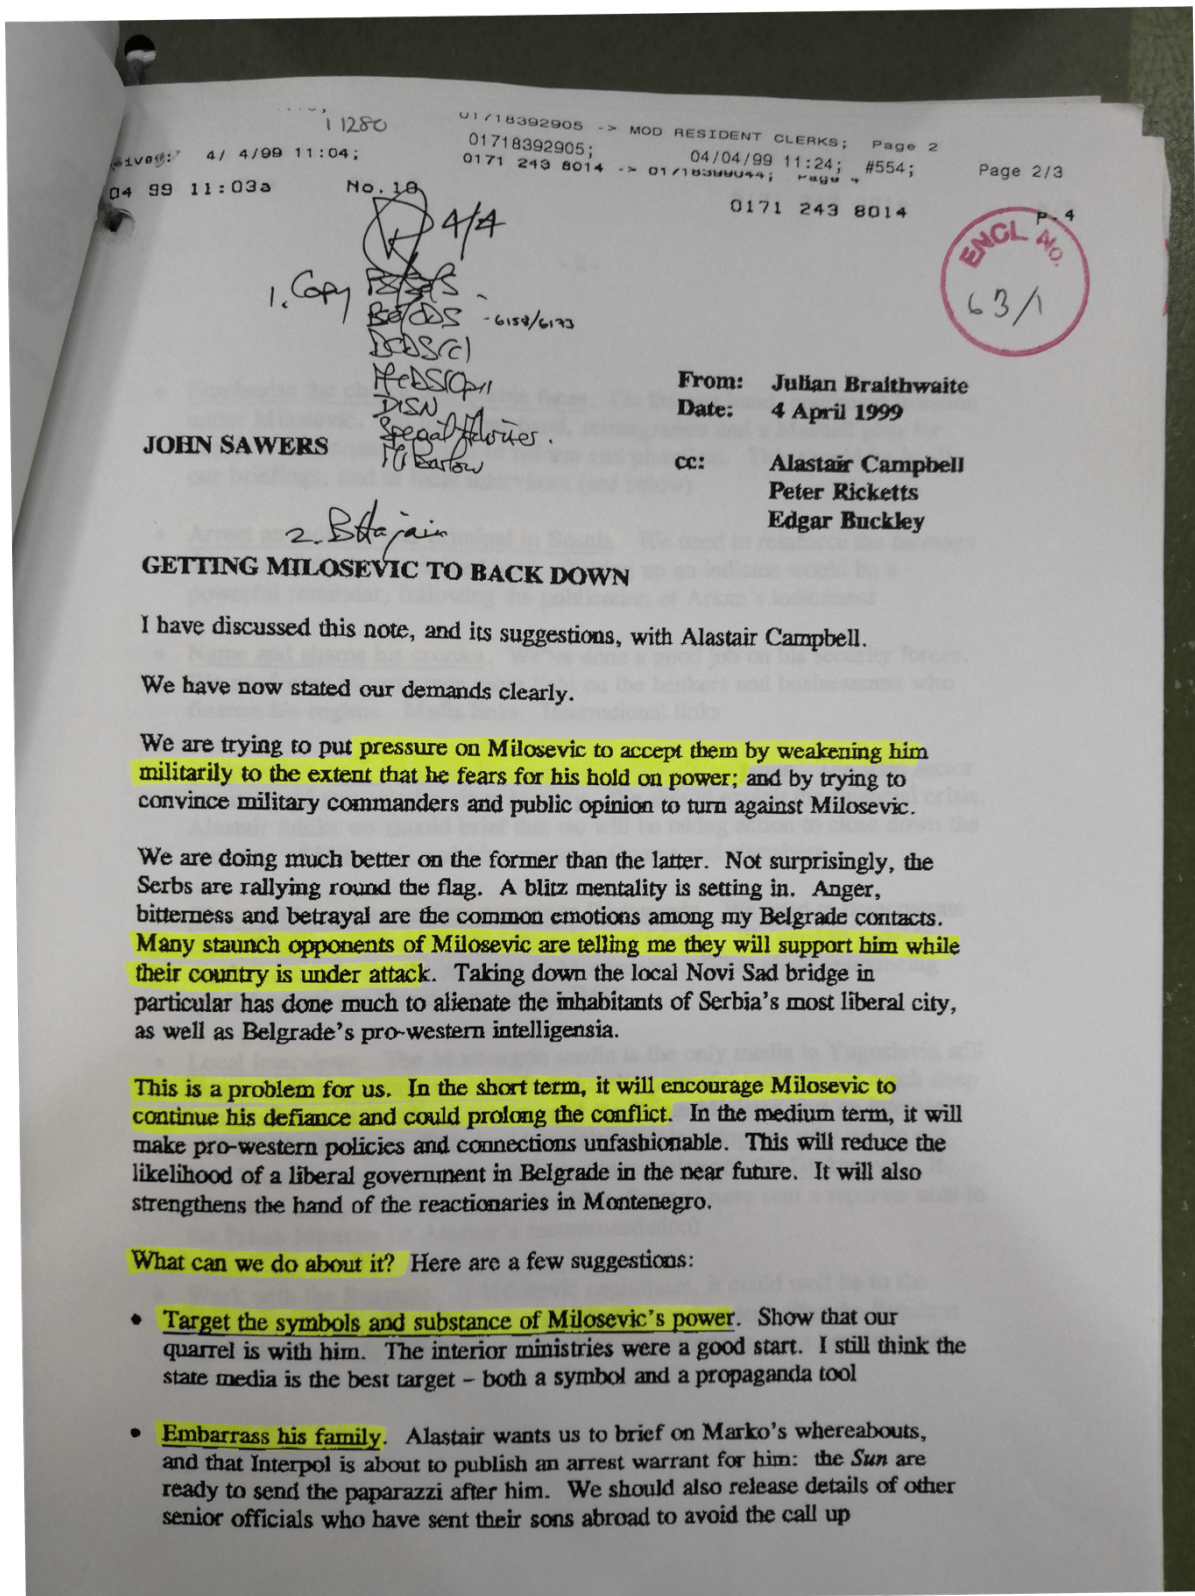 11280
01718392905 -> MOD RESIDENT CLERKS; Page 2
4/ 4/99 11:04;
01718392905; 04/04/99 11:24; #554; Page 2/3
0171 243 8014 ->
04 99 11:03a No.18
0171 243 8014 P.4
4/4
ENCL No.
63/1
1. Copy
- 6158/6173
DCDS(c)
DISN
Special Adviser.
Mr Barlow
From: Julian Braithwaite
Date: 4 April 1999
JOHN SAWERS
cc: Alastair Campbell
Peter Ricketts
Edgar Buckley
2.
GETTING MILOSEVIC TO BACK DOWN
I have discussed this note, and its suggestions, with Alastair Campbell.
We have now stated our demands clearly.
We are trying to put pressure on Milosevic to accept them by weakening him
militarily to the extent that he fears for his hold on power; and by trying to
convince military commanders and public opinion to turn against Milosevic.
We are doing much better on the former than the latter. Not surprisingly, the
Serbs are rallying round the flag. A blitz mentality is setting in. Anger,
bitterness and betrayal are the common emotions among my Belgrade contacts.
Many staunch opponents of Milosevic are telling me they will support him while
their country is under attack. Taking down the local Novi Sad bridge in
particular has done much to alienate the inhabitants of Serbia's most liberal city,
as well as Belgrade's pro-western intelligensia.
This is a problem for us. In the short term, it will encourage Milosevic to
continue his defiance and could prolong the conflict. In the medium term, it will
make pro-western policies and connections unfashionable. This will reduce the
likelihood of a liberal government in Belgrade in the near future. It will also
strengthens the hand of the reactionaries in Montenegro.
What can we do about it? Here are a few suggestions:
• Target the symbols and substance of Milosevic's power. Show that our
quarrel is with him. The interior ministries were a good start. I still think the
state media is the best target – both a symbol and a propaganda tool
• Embarrass his family. Alastair wants us to brief on Marko's whereabouts,
and that Interpol is about to publish an arrest warrant for him: the Sun are
ready to send the paparazzi after him. We should also release details of other
senior officials who have sent their sons abroad to avoid the call up